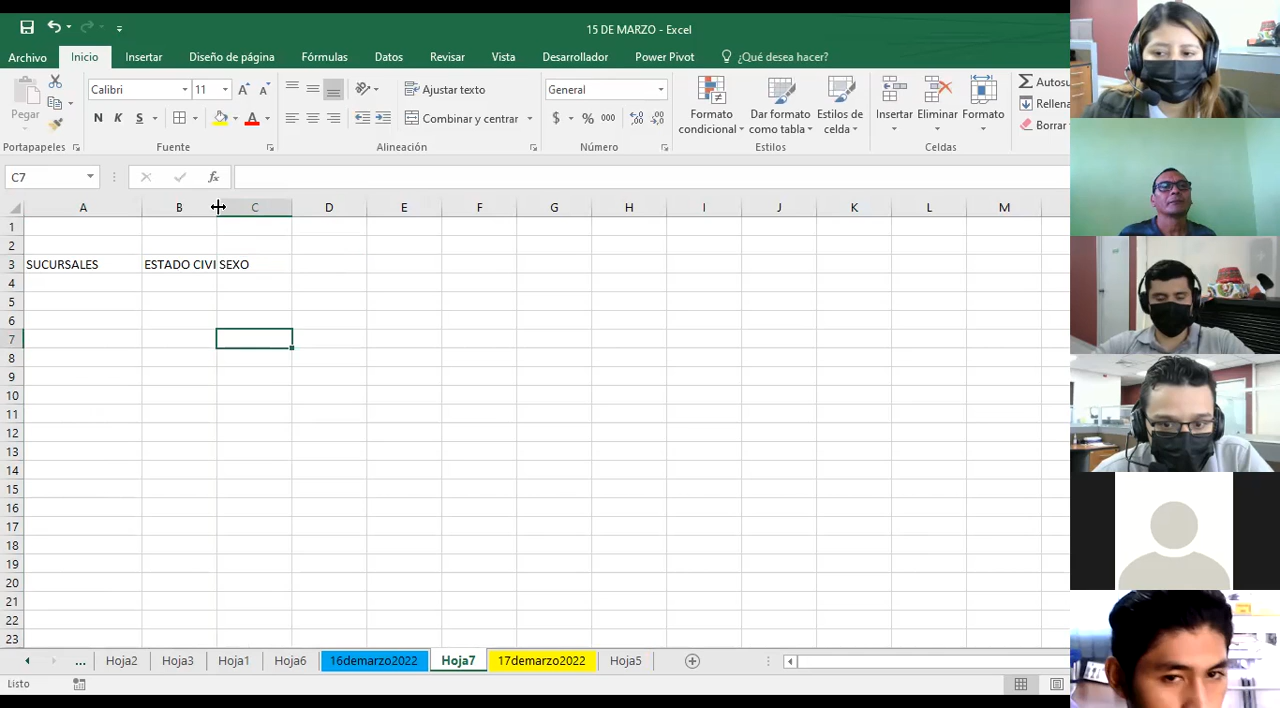 15 DE MARZO - Excel
Archivo Inicio Insertar Diseño de página Fórmulas Datos Revisar Vista Desarrollador Power Pivot ¿Qué desea hacer?
Pegar
Calibri 11 A A
N K S A
Ajustar texto
Combinar y centrar
General
$ % 000
Formato condicional
Dar formato como tabla
Estilos de celda
Insertar Eliminar Formato
Autosu
Rellena
Borrar
Portapapeles Fuente Alineación Número Estilos Celdas
C7 fx
A B C D E F G H I J K L M
1
2
3 SUCURSALES ESTADO CIVI SEXO
4
5
6
7
8
9
10
11
12
13
14
15
16
17
18
19
20
21
22
23
... Hoja2 Hoja3 Hoja1 Hoja6 16demarzo2022 Hoja7 17demarzo2022 Hoja5
Listo